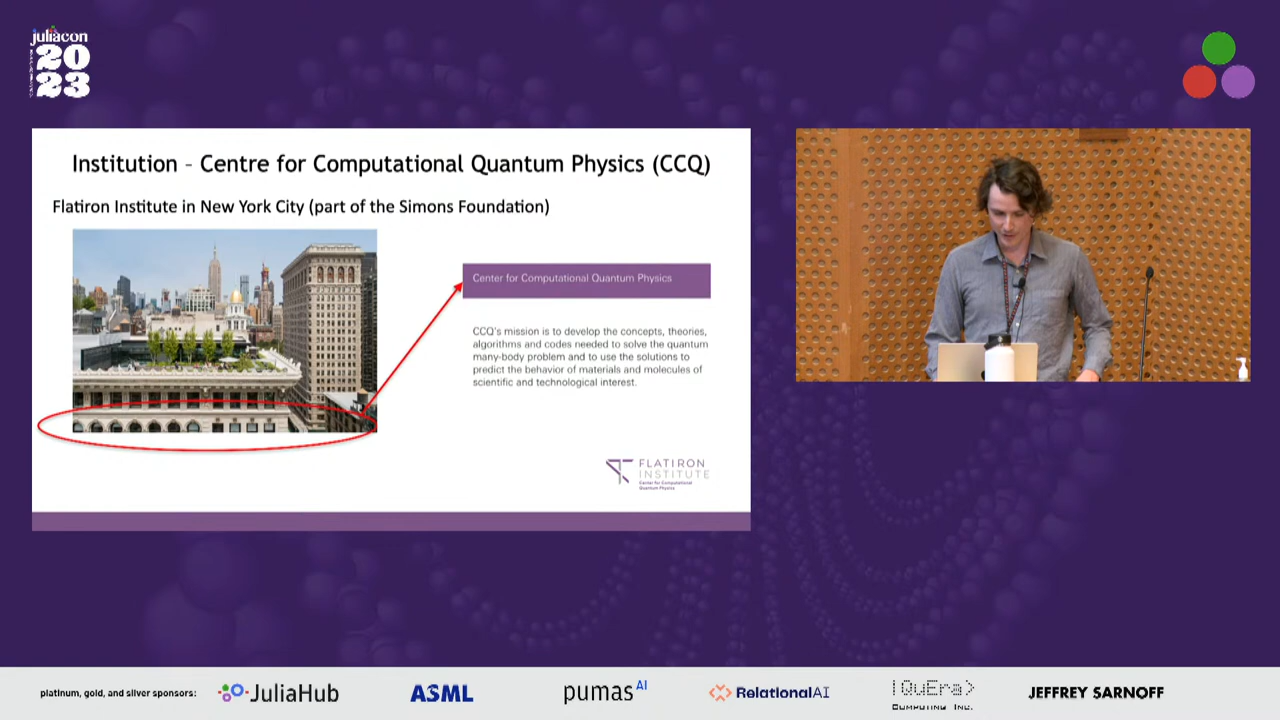 juliacon
20
23
Institution - Centre for Computational Quantum Physics (CCQ)
Flatiron Institute in New York City (part of the Simons Foundation)
Center for Computational Quantum Physics
CCQ's mission is to develop the concepts, theories,
algorithms and codes needed to solve the quantum
many-body problem and to use the solutions to
predict the behavior of materials and molecules of
scientific and technological interest.
FLATIRON
INSTITUTE
Center for Computational
Quantum Physics
platinum, gold, and silver sponsors:
JuliaHub
ASML
pumasAI
RelationalAI
|QuEra>
COMPUTING INC.
JEFFREY SARNOFF